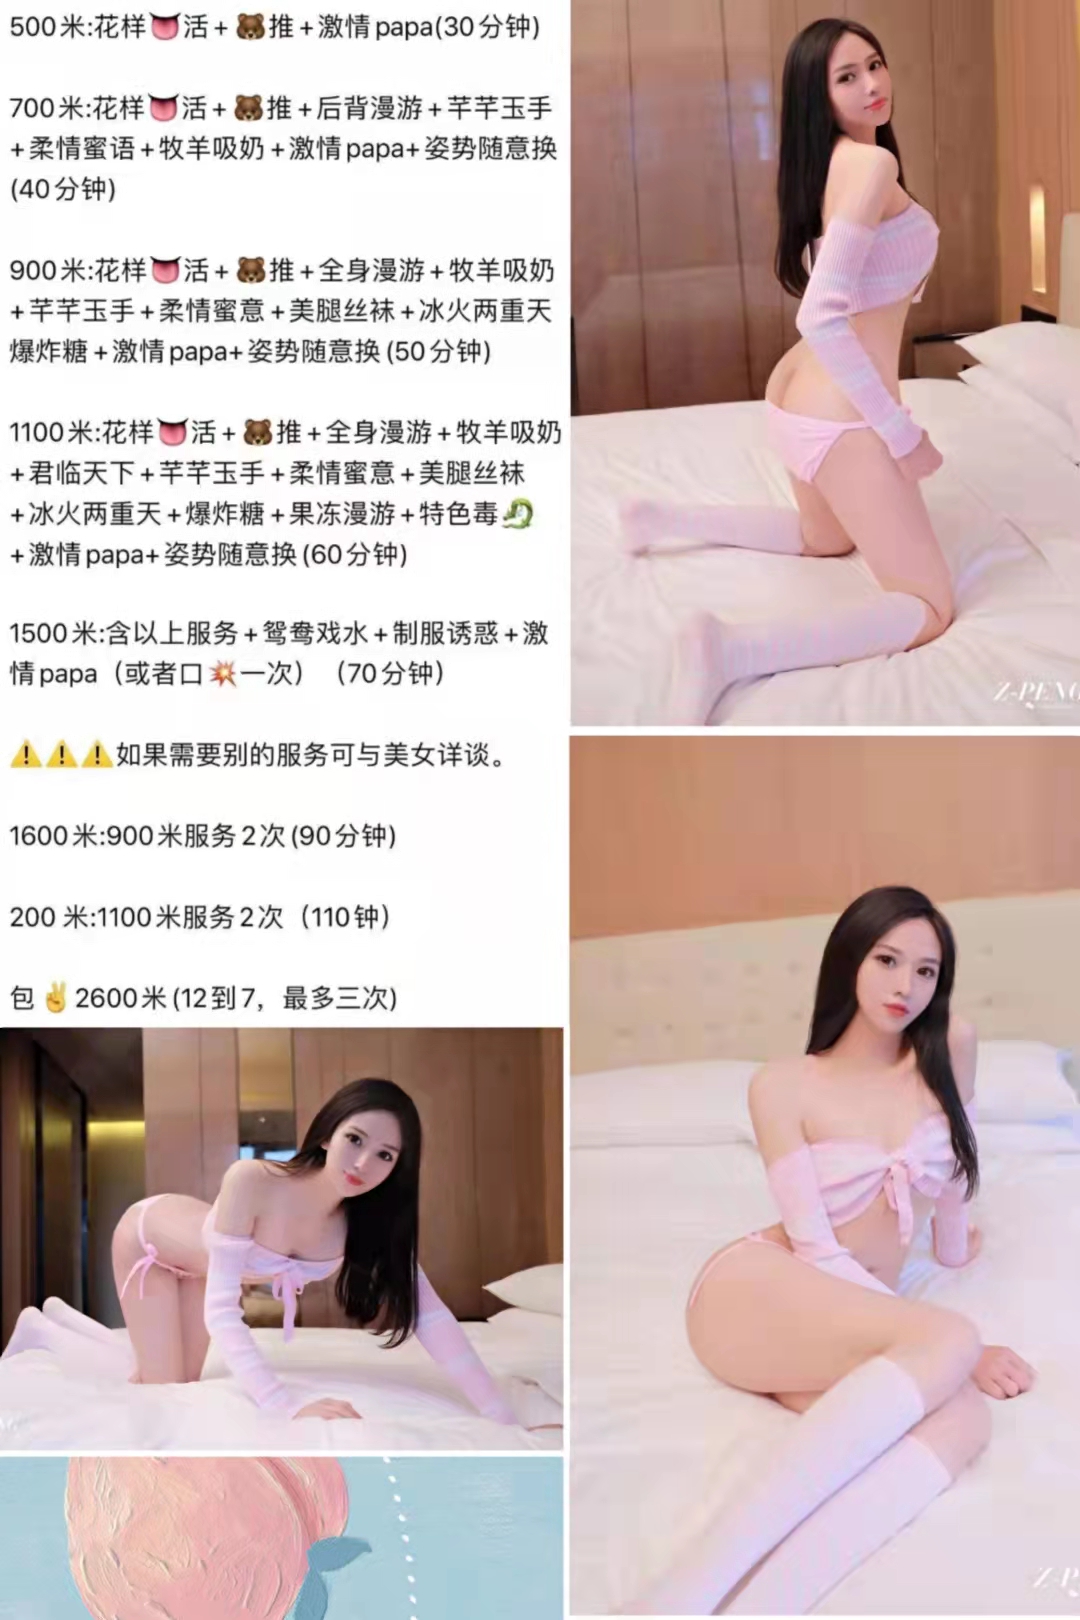 500米:花样👅活+🐻推+激情papa(30分钟)
700米:花样👅活+🐻推+后背漫游+芊芊玉手
+柔情蜜语+牧羊吸奶+激情papa+姿势随意换
(40分钟)
900米:花样👅活+🐻推+全身漫游+牧羊吸奶
+芊芊玉手+柔情蜜意+美腿丝袜+冰火两重天
爆炸糖+激情papa+姿势随意换(50分钟)
1100米:花样👅活+🐻推+全身漫游+牧羊吸奶
+君临天下+芊芊玉手+柔情蜜意+美腿丝袜
+冰火两重天+爆炸糖+果冻漫游+特色毒🐉
+激情papa+姿势随意换(60分钟)
1500米:含以上服务+鸳鸯戏水+制服诱惑+激
情papa（或者口💥一次）（70分钟）
⚠️⚠️⚠️如果需要别的服务可与美女详谈。
1600米:900米服务2次(90分钟)
200 米:1100米服务2次（110钟）
包✌️2600米(12到7，最多三次)
Z-PENG